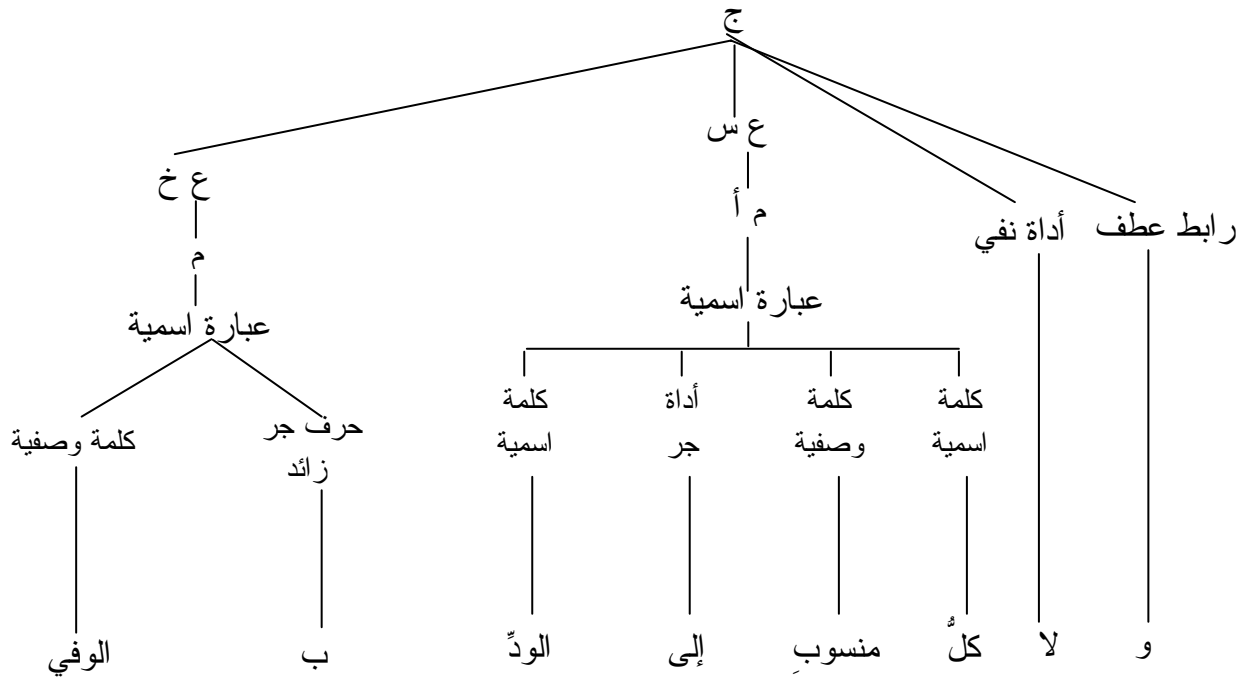 ج
ع س
ع خ
م أ
رابط عطف
أداة نفي
م
عبارة اسمية
عبارة اسمية
كلمة اسمية
كلمة وصفية
أداة جر
كلمة اسمية
حرف جر زائد
كلمة وصفية
و
لا
كلُّ
منسوبٍ
إلى
الودِّ
ب
الوفي